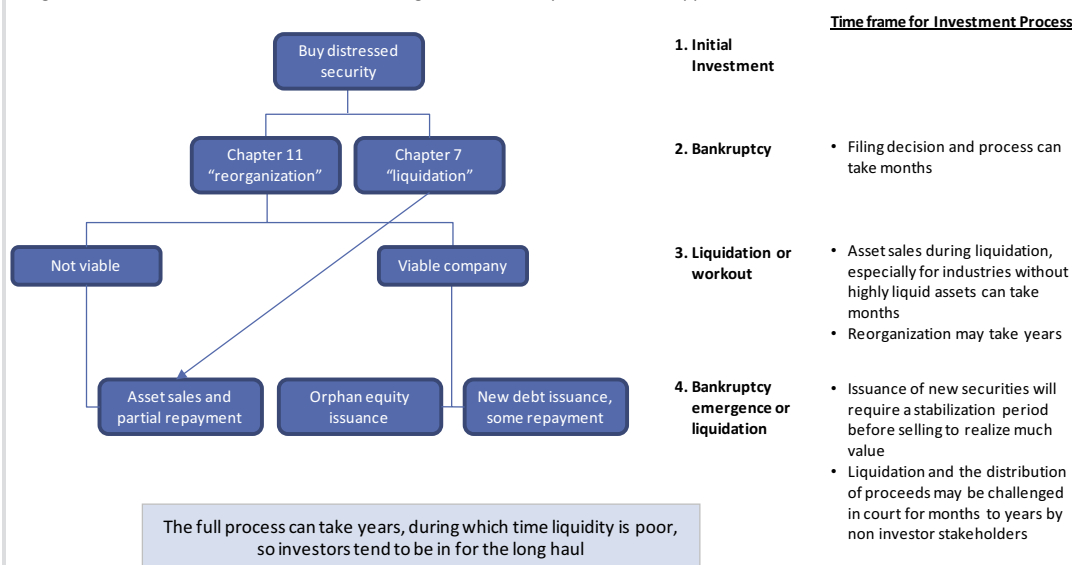 Time frame for Investment Process
Buy distressed
security
1. Initial
Investment
Chapter 11
“reorganization”
Chapter 7
“liquidation”
2. Bankruptcy
• Filing decision and process can
take months
Not viable
Viable company
3. Liquidation or
workout
• Asset sales during liquidation,
especially for industries without
highly liquid assets can take
months
• Reorganization may take years
Asset sales and
partial repayment
Orphan equity
issuance
New debt issuance,
some repayment
4. Bankruptcy
emergence or
liquidation
• Issuance of new securities will
require a stabilization period
before selling to realize much
value
• Liquidation and the distribution
of proceeds may be challenged
in court for months to years by
non investor stakeholders
The full process can take years, during which time liquidity is poor,
so investors tend to be in for the long haul